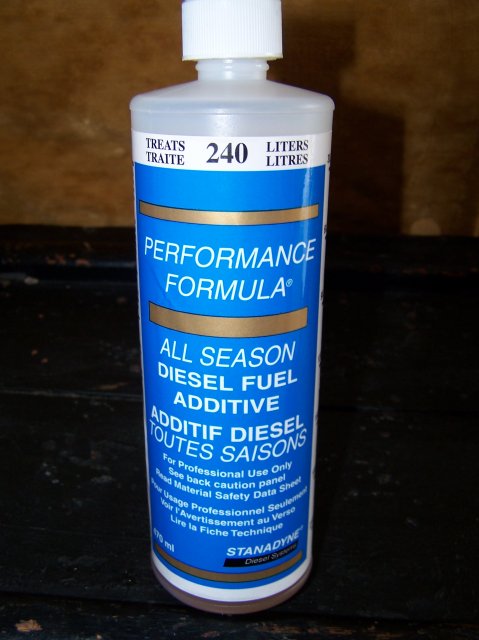 TREATS 240 LITERS
TRAITE LITRES
PERFORMANCE
FORMULA®
ALL SEASON
DIESEL FUEL
ADDITIVE
ADDITIF DIESEL
TOUTES SAISONS
For Professional Use Only
See back caution panel
Read Material Safety Data Sheet
Pour Usage Professionnel Seulement
Voir l'Avertissement au Verso
Lire la Fiche Technique
ml
STANADYNE®
Diesel Systems